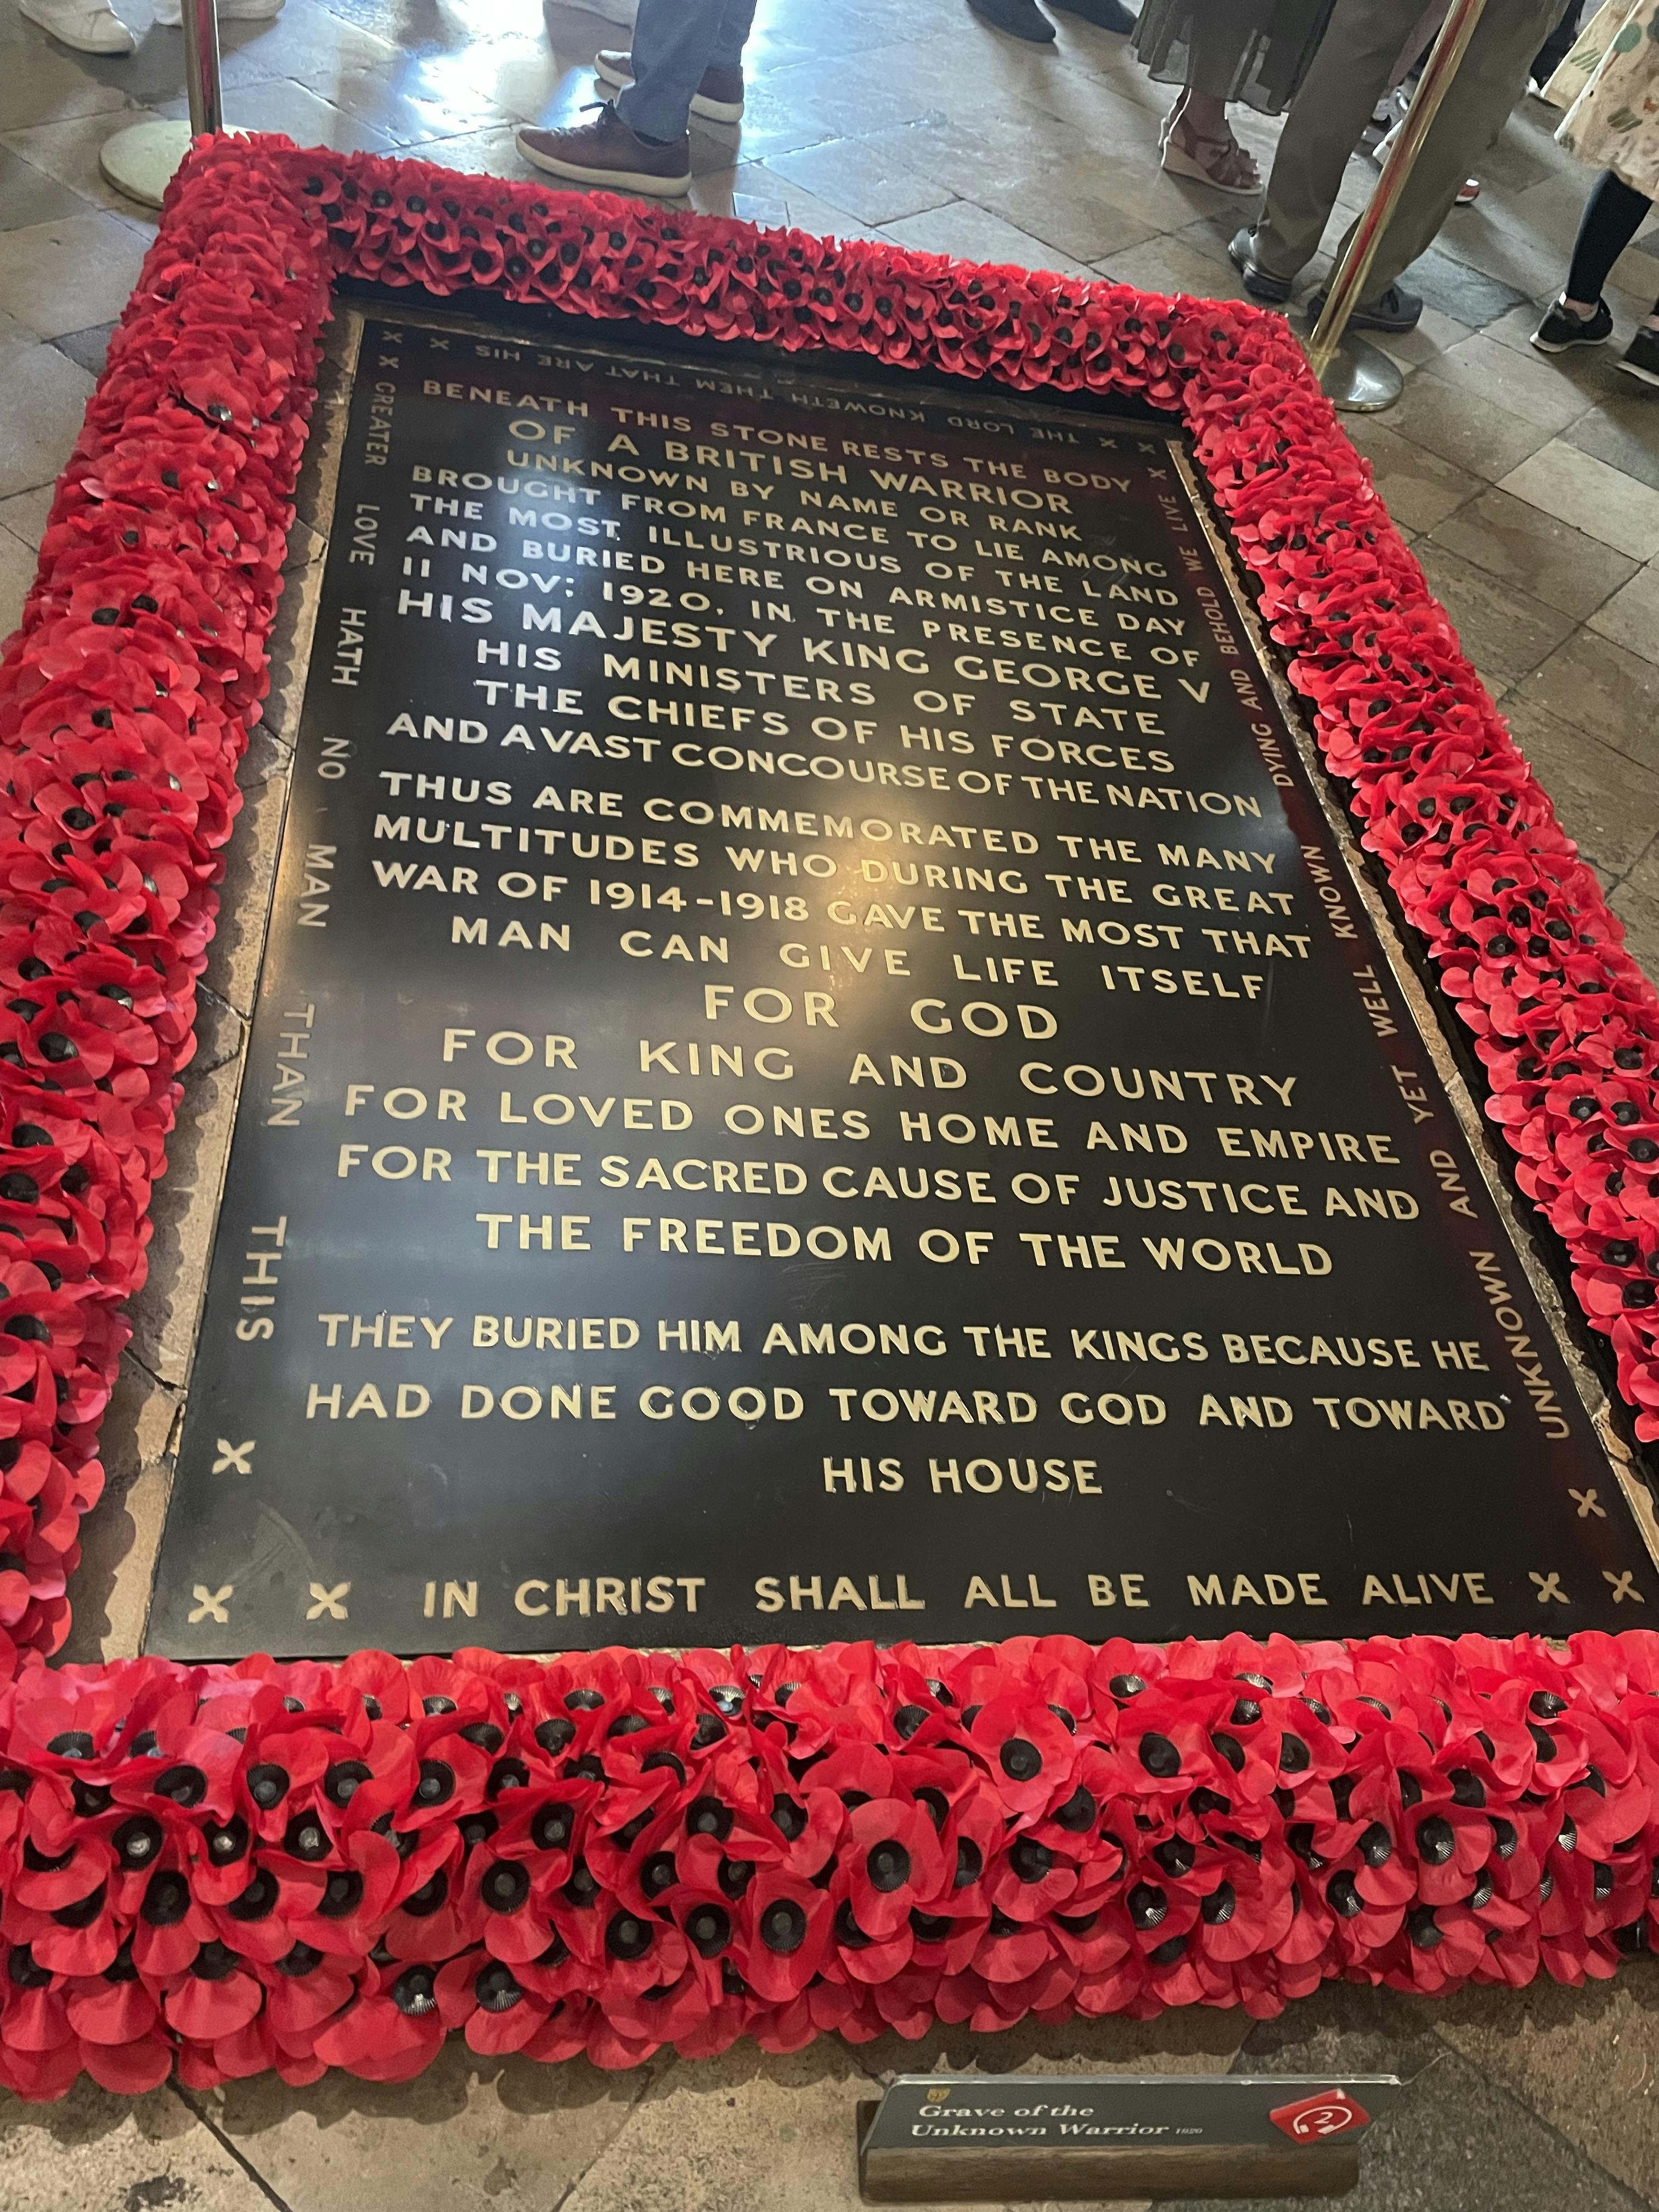 THE LORD KNOWETH THEM THAT ARE HIS
BENEATH THIS STONE RESTS THE BODY
OF A BRITISH WARRIOR
UNKNOWN BY NAME OR RANK
BROUGHT FROM FRANCE TO LIE AMONG
THE MOST ILLUSTRIOUS OF THE LAND
AND BURIED HERE ON ARMISTICE DAY
11 NOV: 1920, IN THE PRESENCE OF
HIS MAJESTY KING GEORGE V
HIS MINISTERS OF STATE
THE CHIEFS OF HIS FORCES
AND A VAST CONCOURSE OF THE NATION
THUS ARE COMMEMORATED THE MANY
MULTITUDES WHO DURING THE GREAT
WAR OF 1914-1918 GAVE THE MOST THAT
MAN CAN GIVE LIFE ITSELF
FOR GOD
FOR KING AND COUNTRY
FOR LOVED ONES HOME AND EMPIRE
FOR THE SACRED CAUSE OF JUSTICE AND
THE FREEDOM OF THE WORLD
THEY BURIED HIM AMONG THE KINGS BECAUSE HE
HAD DONE GOOD TOWARD GOD AND TOWARD
HIS HOUSE
GREATER LOVE HATH NO MAN THAN THIS
UNKNOWN AND YET WELL KNOWN DYING AND BEHOLD WE LIVE
IN CHRIST SHALL ALL BE MADE ALIVE
Grave of the
Unknown Warrior 1920
2